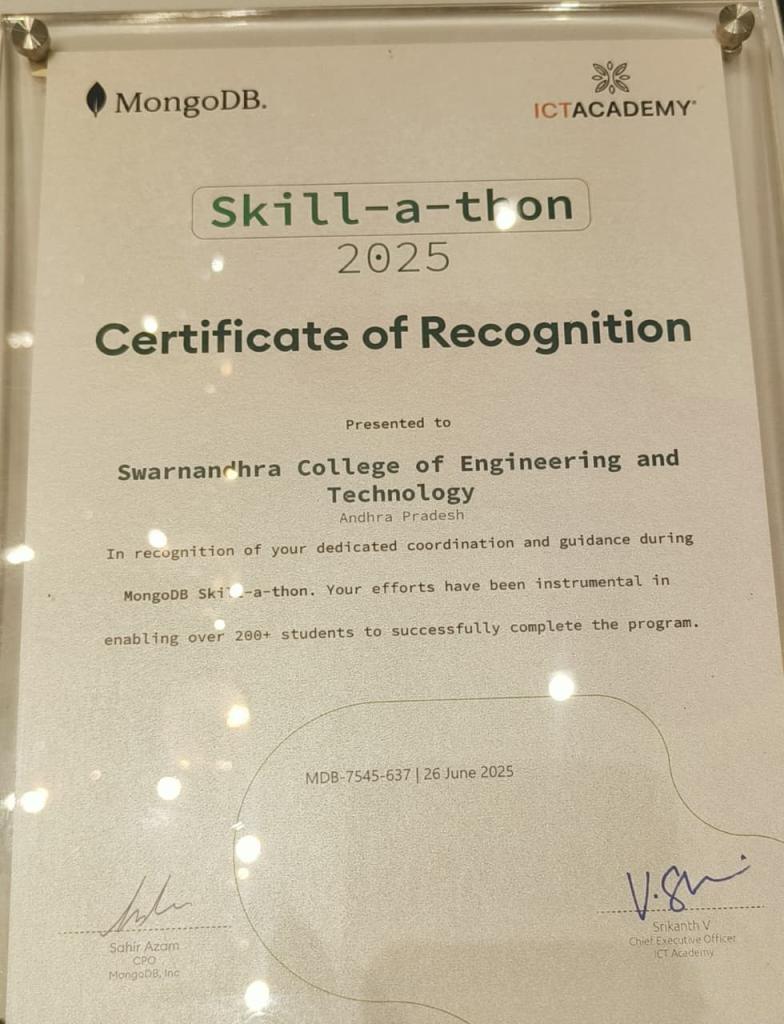 MongoDB.
ICTACADEMY®
Skill-a-thon
2025
Certificate of Recognition
Presented to
Swarnandhra College of Engineering and
Technology
Andhra Pradesh
In recognition of your dedicated coordination and guidance during
MongoDB Skill-a-thon. Your efforts have been instrumental in
enabling over 200+ students to successfully complete the program.
MDB-7545-637 | 26 June 2025
V.
Sahir Azam
CPO
MongoDB, Inc
Srikanth V
Chief Executive Officer
ICT Academy